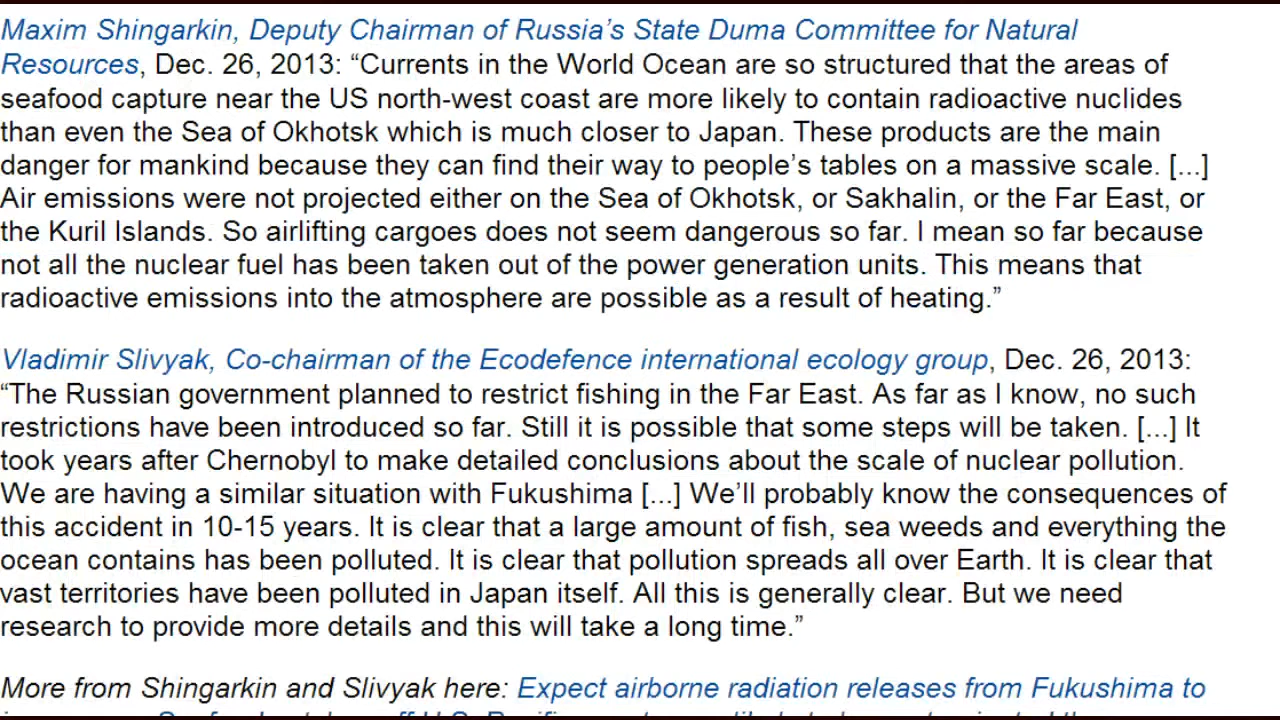 Maxim Shingarkin, Deputy Chairman of Russia’s State Duma Committee for Natural
Resources, Dec. 26, 2013: “Currents in the World Ocean are so structured that the areas of
seafood capture near the US north-west coast are more likely to contain radioactive nuclides
than even the Sea of Okhotsk which is much closer to Japan. These products are the main
danger for mankind because they can find their way to people’s tables on a massive scale. [...]
Air emissions were not projected either on the Sea of Okhotsk, or Sakhalin, or the Far East, or
the Kuril Islands. So airlifting cargoes does not seem dangerous so far. I mean so far because
not all the nuclear fuel has been taken out of the power generation units. This means that
radioactive emissions into the atmosphere are possible as a result of heating.”
Vladimir Slivyak, Co-chairman of the Ecodefence international ecology group, Dec. 26, 2013:
“The Russian government planned to restrict fishing in the Far East. As far as I know, no such
restrictions have been introduced so far. Still it is possible that some steps will be taken. [...] It
took years after Chernobyl to make detailed conclusions about the scale of nuclear pollution.
We are having a similar situation with Fukushima [...] We’ll probably know the consequences of
this accident in 10-15 years. It is clear that a large amount of fish, sea weeds and everything the
ocean contains has been polluted. It is clear that pollution spreads all over Earth. It is clear that
vast territories have been polluted in Japan itself. All this is generally clear. But we need
research to provide more details and this will take a long time.”
More from Shingarkin and Slivyak here: Expect airborne radiation releases from Fukushima to